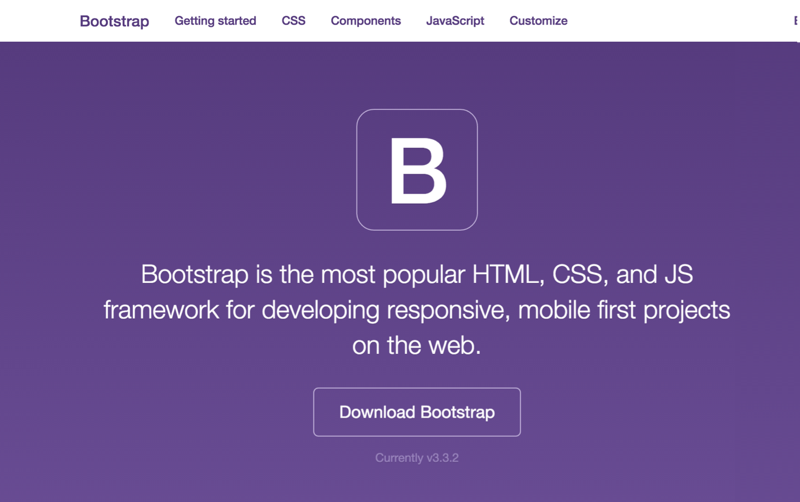 Bootstrap Getting started CSS Components JavaScript Customize
B
Bootstrap is the most popular HTML, CSS, and JS
framework for developing responsive, mobile first projects
on the web.
Download Bootstrap
Currently v3.3.2